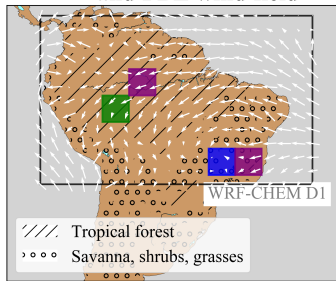 WRF-CHEM D1
Tropical forest
Savanna, shrubs, grasses